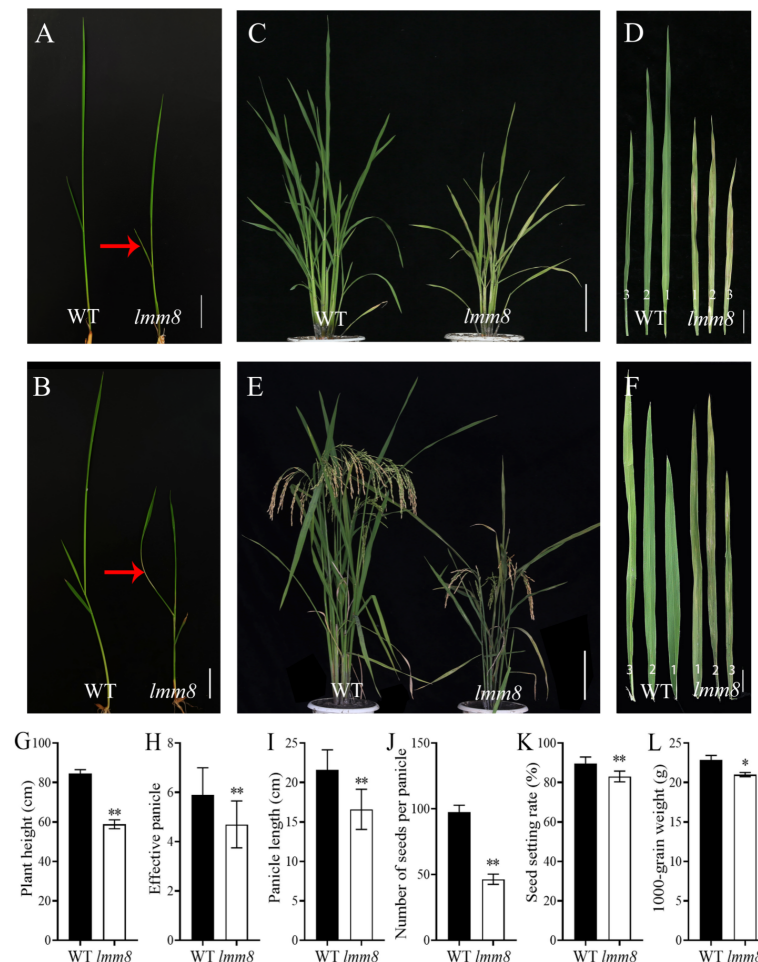 A
WT
lmm8
C
WT
lmm8
D
3
2
1
1
2
3
WT
lmm8
B
WT
lmm8
E
WT
lmm8
F
3
2
1
1
2
3
WT
lmm8
G
Plant height (cm)
100
80
60
40
20
0
**
WT lmm8
H
Effective panicle
8
6
4
2
0
**
WT lmm8
I
Panicle length (cm)
25
20
15
10
5
0
**
WT lmm8
J
Number of seeds per panicle
150
100
50
0
**
WT lmm8
K
Seed setting rate (%)
100
80
60
40
20
0
**
WT lmm8
L
1000-grain weight (g)
25
20
15
10
5
0
*
WT lmm8